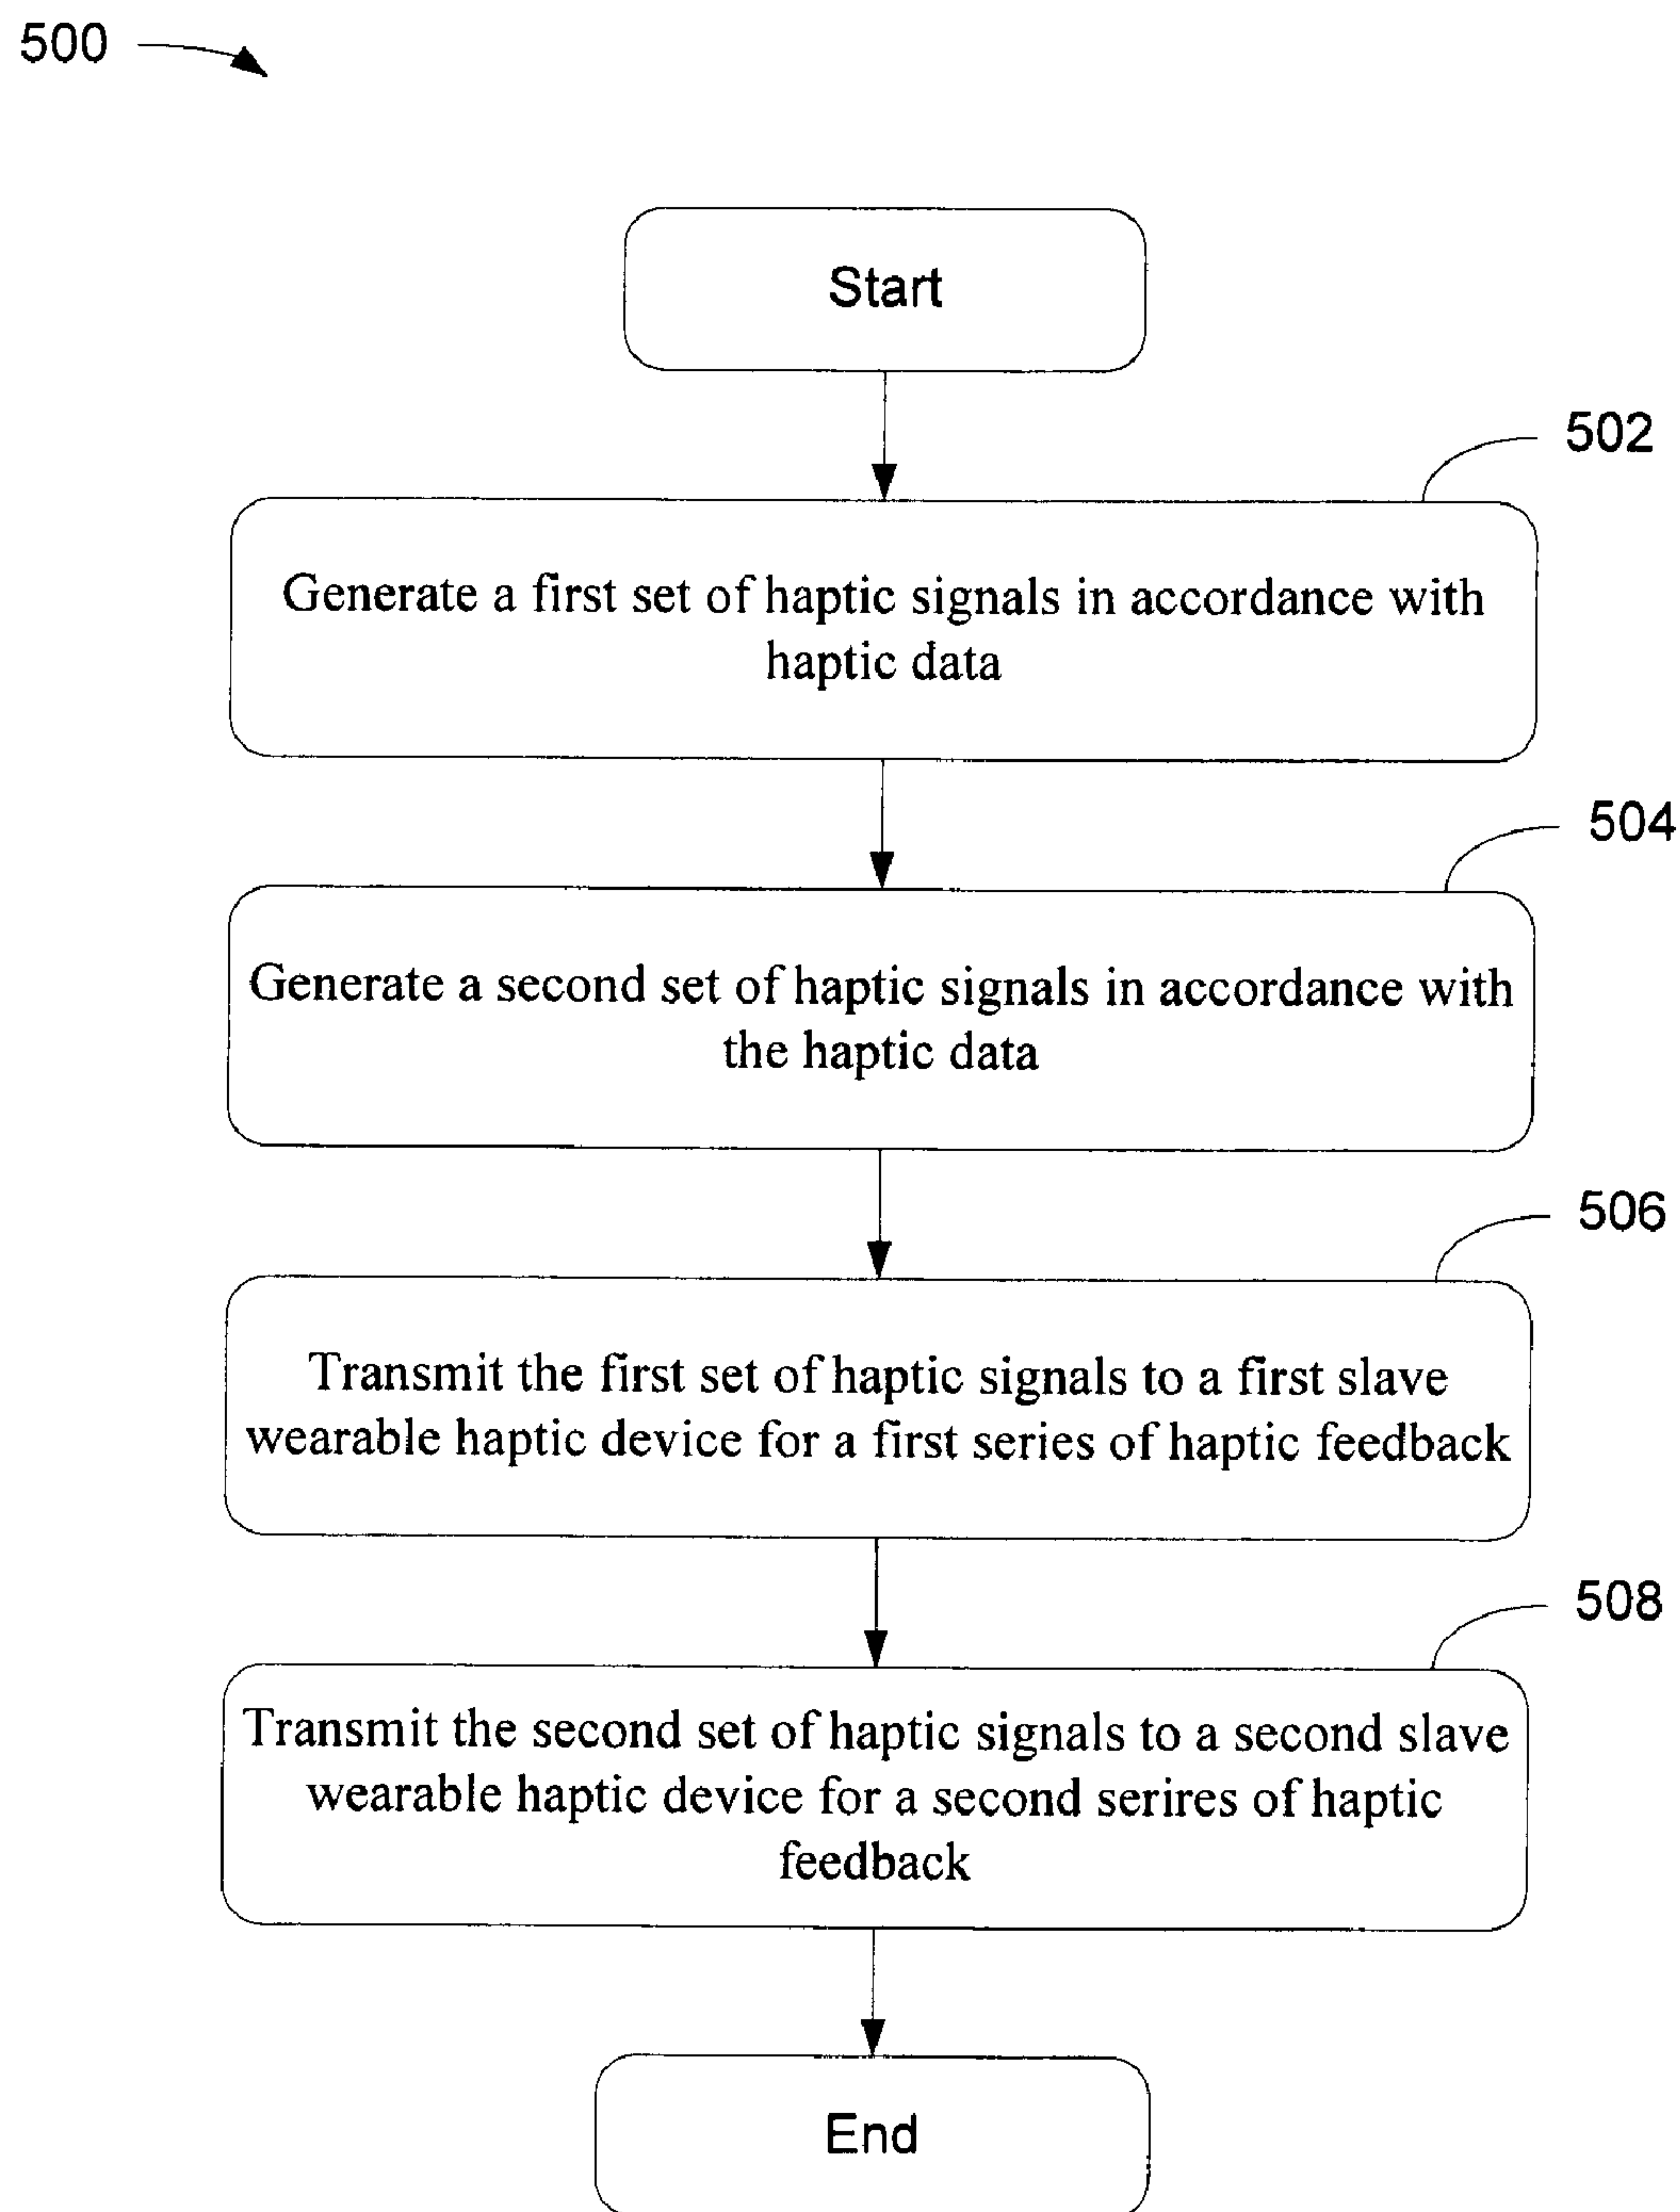 500
Start
502
Generate a first set of haptic signals in accordance with
haptic data
504
Generate a second set of haptic signals in accordance with
the haptic data
506
Transmit the first set of haptic signals to a first slave
wearable haptic device for a first series of haptic feedback
508
Transmit the second set of haptic signals to a second slave
wearable haptic device for a second serires of haptic
feedback
End